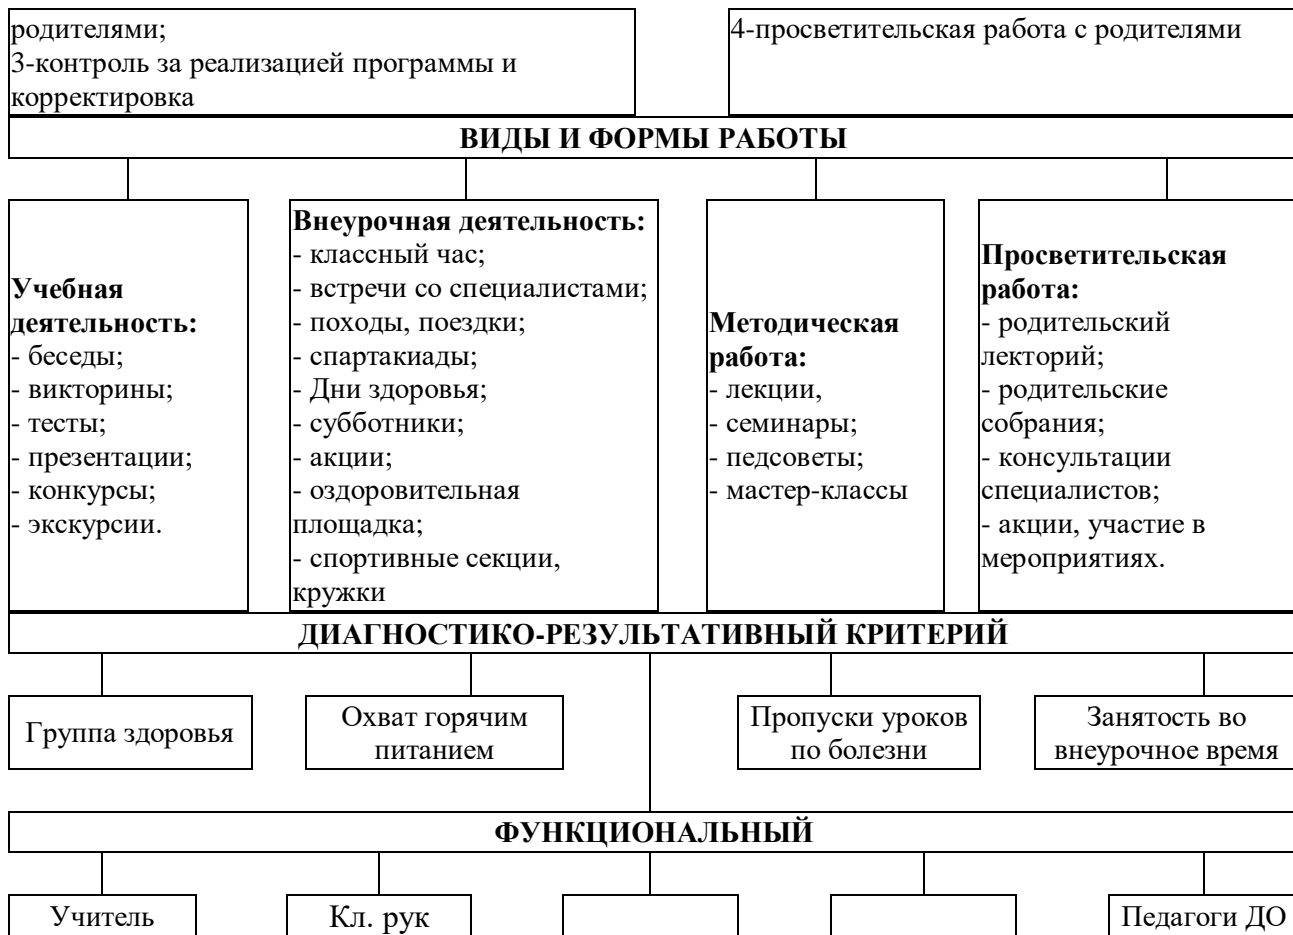 родителями;
3-контроль за реализацией программы и
корректировка
4-просветительская работа с родителями
ВИДЫ И ФОРМЫ РАБОТЫ
Учебная
деятельность:
- беседы;
- викторины;
- тесты;
- презентации;
- конкурсы;
- экскурсии.
Внеурочная деятельность:
- классный час;
- встречи со специалистами;
- походы, поездки;
- спартакиады;
- Дни здоровья;
- субботники;
- акции;
- оздоровительная
площадка;
- спортивные секции,
кружки
Методическая
работа:
- лекции,
- семинары;
- педсоветы;
- мастер-классы
Просветительская
работа:
- родительский
лекторий;
- родительские
собрания;
- консультации
специалистов;
- акции, участие в
мероприятиях.
ДИАГНОСТИКО-РЕЗУЛЬТАТИВНЫЙ КРИТЕРИЙ
Группа здоровья
Охват горячим
питанием
Пропуски уроков
по болезни
Занятость во
внеурочное время
ФУНКЦИОНАЛЬНЫЙ
Учитель
Кл. рук
Педагоги ДО